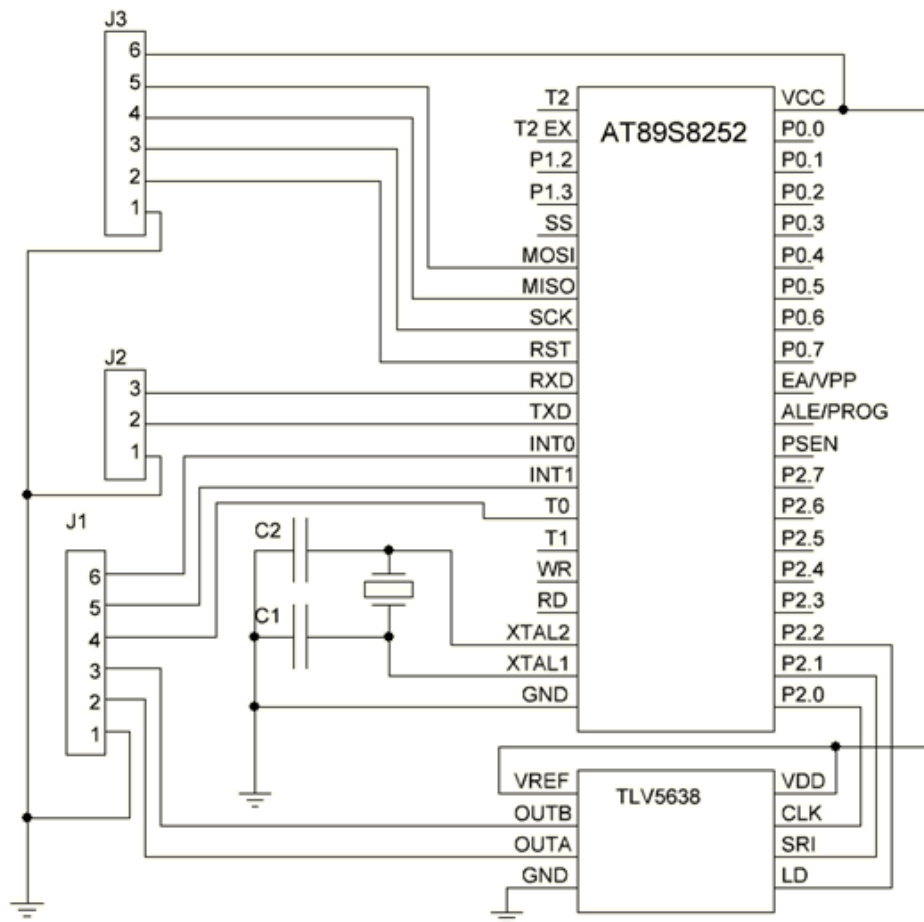 J3
6
5
4
3
2
1
J2
3
2
1
J1
6
5
4
3
2
1
C2
C1
AT89S8252
T2
T2 EX
P1.2
P1.3
SS
MOSI
MISO
SCK
RST
RXD
TXD
INT0
INT1
T0
T1
WR
RD
XTAL2
XTAL1
GND
VCC
P0.0
P0.1
P0.2
P0.3
P0.4
P0.5
P0.6
P0.7
EA/VPP
ALE/PROG
PSEN
P2.7
P2.6
P2.5
P2.4
P2.3
P2.2
P2.1
P2.0
TLV5638
VREF
OUTB
OUTA
GND
VDD
CLK
SRI
LD